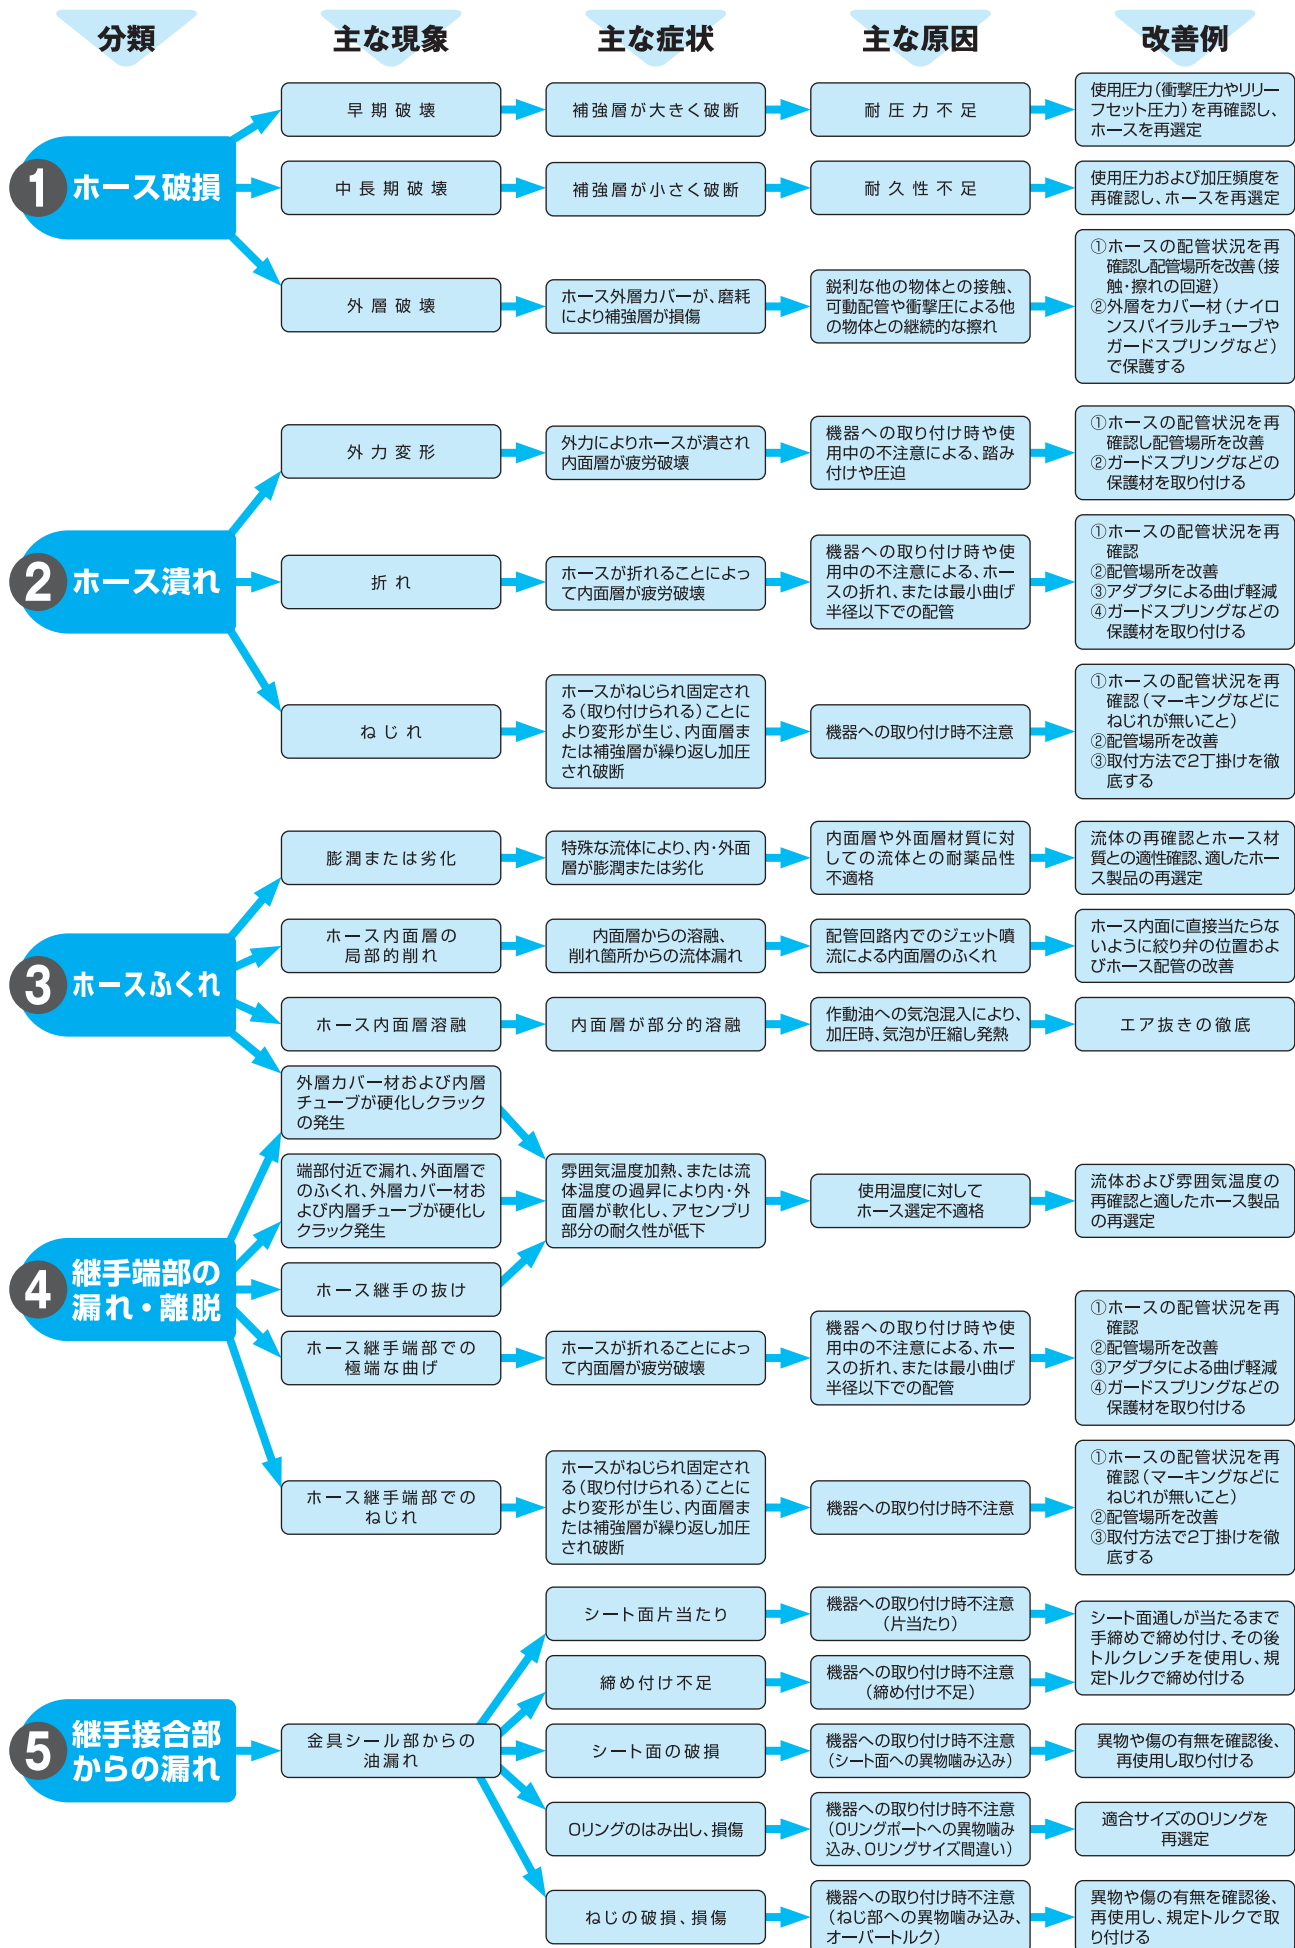 分類
主な現象
主な症状
主な原因
改善例
1 ホース破損
早期破壊
補強層が大きく破断
耐圧力不足
使用圧力（衝撃圧力やリリー
フセット圧力）を再確認し、
ホースを再選定
中長期破壊
補強層が小さく破断
耐久性不足
使用圧力および加圧頻度を
再確認し、ホースを再選定
外層破壊
ホース外層カバーが、磨耗
により補強層が損傷
鋭利な他の物体との接触、
可動配管や衝撃圧による他
の物体との継続的な擦れ
①ホースの配管状況を再
確認し配管場所を改善（接
触・擦れの回避）
②外層をカバー材（ナイロ
ンスパイラルチューブや
ガードスプリングなど）
で保護する
2 ホース潰れ
外力変形
外力によりホースが潰され
内面層が疲労破壊
機器への取り付け時や使
用中の不注意による、踏み
付けや圧迫
①ホースの配管状況を再
確認し配管場所を改善
②ガードスプリングなどの
保護材を取り付ける
折れ
ホースが折れることによっ
て内面層が疲労破壊
機器への取り付け時や使
用中の不注意による、ホー
スの折れ、または最小曲げ
半径以下での配管
①ホースの配管状況を再
確認
②配管場所を改善
③アダプタによる曲げ軽減
④ガードスプリングなどの
保護材を取り付ける
ねじれ
ホースがねじられ固定され
る（取り付けられる）ことに
より変形が生じ、内面層ま
たは補強層が繰り返し加圧
され破断
機器への取り付け時不注意
①ホースの配管状況を再
確認（マーキングなどに
ねじれが無いこと）
②配管場所を改善
③取付方法で2丁掛けを徹
底する
3 ホースふくれ
膨潤または劣化
特殊な流体により、内・外面
層が膨潤または劣化
内面層や外面層材質に対
しての流体との耐薬品性
不適格
流体の再確認とホース材
質との適性確認、適したホー
ス製品の再選定
ホース内面層の
局部的削れ
内面層からの溶融、
削れ箇所からの流体漏れ
配管回路内でのジェット噴
流による内面層のふくれ
ホース内面に直接当たらな
いように絞り弁の位置およ
びホース配管の改善
ホース内面層溶融
内面層が部分的溶融
作動油への気泡混入により、
加圧時、気泡が圧縮し発熱
エア抜きの徹底
外層カバー材および内層
チューブが硬化しクラック
の発生
4 継手端部の
漏れ・離脱
端部付近で漏れ、外面層で
のふくれ、外層カバー材お
よび内層チューブが硬化し
クラック発生
雰囲気温度加熱、または流
体温度の過昇により内・外
面層が軟化し、アセンブリ
部分の耐久性が低下
使用温度に対して
ホース選定不適格
流体および雰囲気温度の
再確認と適したホース製品
の再選定
ホース継手の抜け
ホース継手端部での
極端な曲げ
ホースが折れることによっ
て内面層が疲労破壊
機器への取り付け時や使
用中の不注意による、ホー
スの折れ、または最小曲げ
半径以下での配管
①ホースの配管状況を再
確認
②配管場所を改善
③アダプタによる曲げ軽減
④ガードスプリングなどの
保護材を取り付ける
ホース継手端部での
ねじれ
ホースがねじられ固定され
る（取り付けられる）ことに
より変形が生じ、内面層ま
たは補強層が繰り返し加圧
され破断
機器への取り付け時不注意
①ホースの配管状況を再
確認（マーキングなどに
ねじれが無いこと）
②配管場所を改善
③取付方法で2丁掛けを徹
底する
5 継手接合部
からの漏れ
金具シール部からの
油漏れ
シート面片当たり
機器への取り付け時不注意
（片当たり）
シート面通しが当たるまで
手締めで締め付け、その後
トルクレンチを使用し、規
定トルクで締め付ける
締め付け不足
機器への取り付け時不注意
（締め付け不足）
シート面の破損
機器への取り付け時不注意
（シート面への異物噛み込み）
異物や傷の有無を確認後、
再使用し取り付ける
Oリングのはみ出し、損傷
機器への取り付け時不注意
（Oリングポートへの異物噛み
込み、Oリングサイズ間違い）
適合サイズのOリングを
再選定
ねじの破損、損傷
機器への取り付け時不注意
（ねじ部への異物噛み込み、
オーバートルク）
異物や傷の有無を確認後、
再使用し、規定トルクで取
り付ける